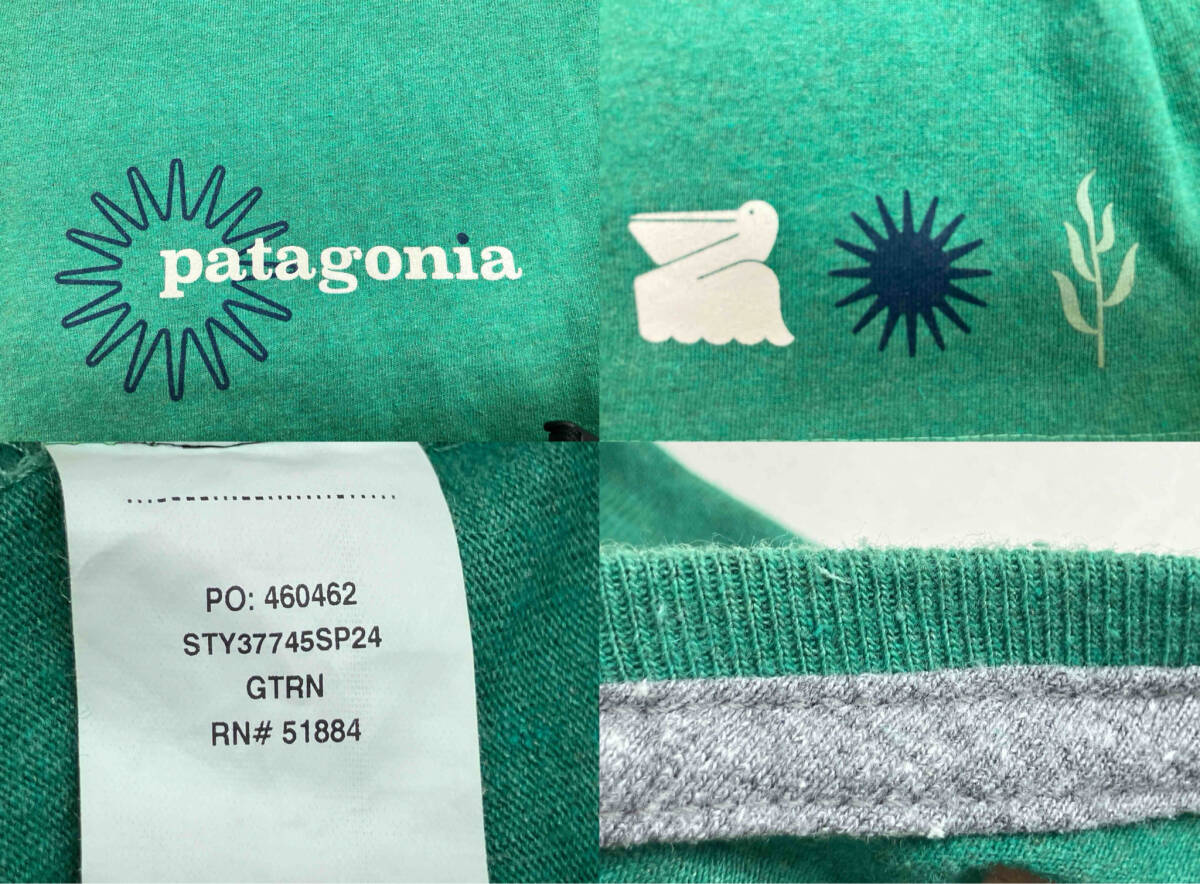 patagonia
PO: 460462
STY37745SP24
GTRN
RN# 51884